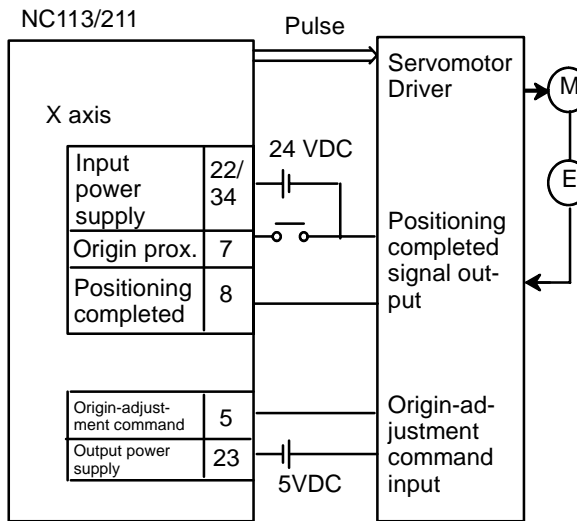 NC113/211
Pulse
Servomotor
Driver
M
X axis
24 VDC
Input
power
supply
22/
34
E
Origin prox.
7
Positioning
completed
8
Positioning
completed
signal out-
put
Origin-adjust-
ment command
5
Output power
supply
23
5VDC
Origin-ad-
justment
command
input